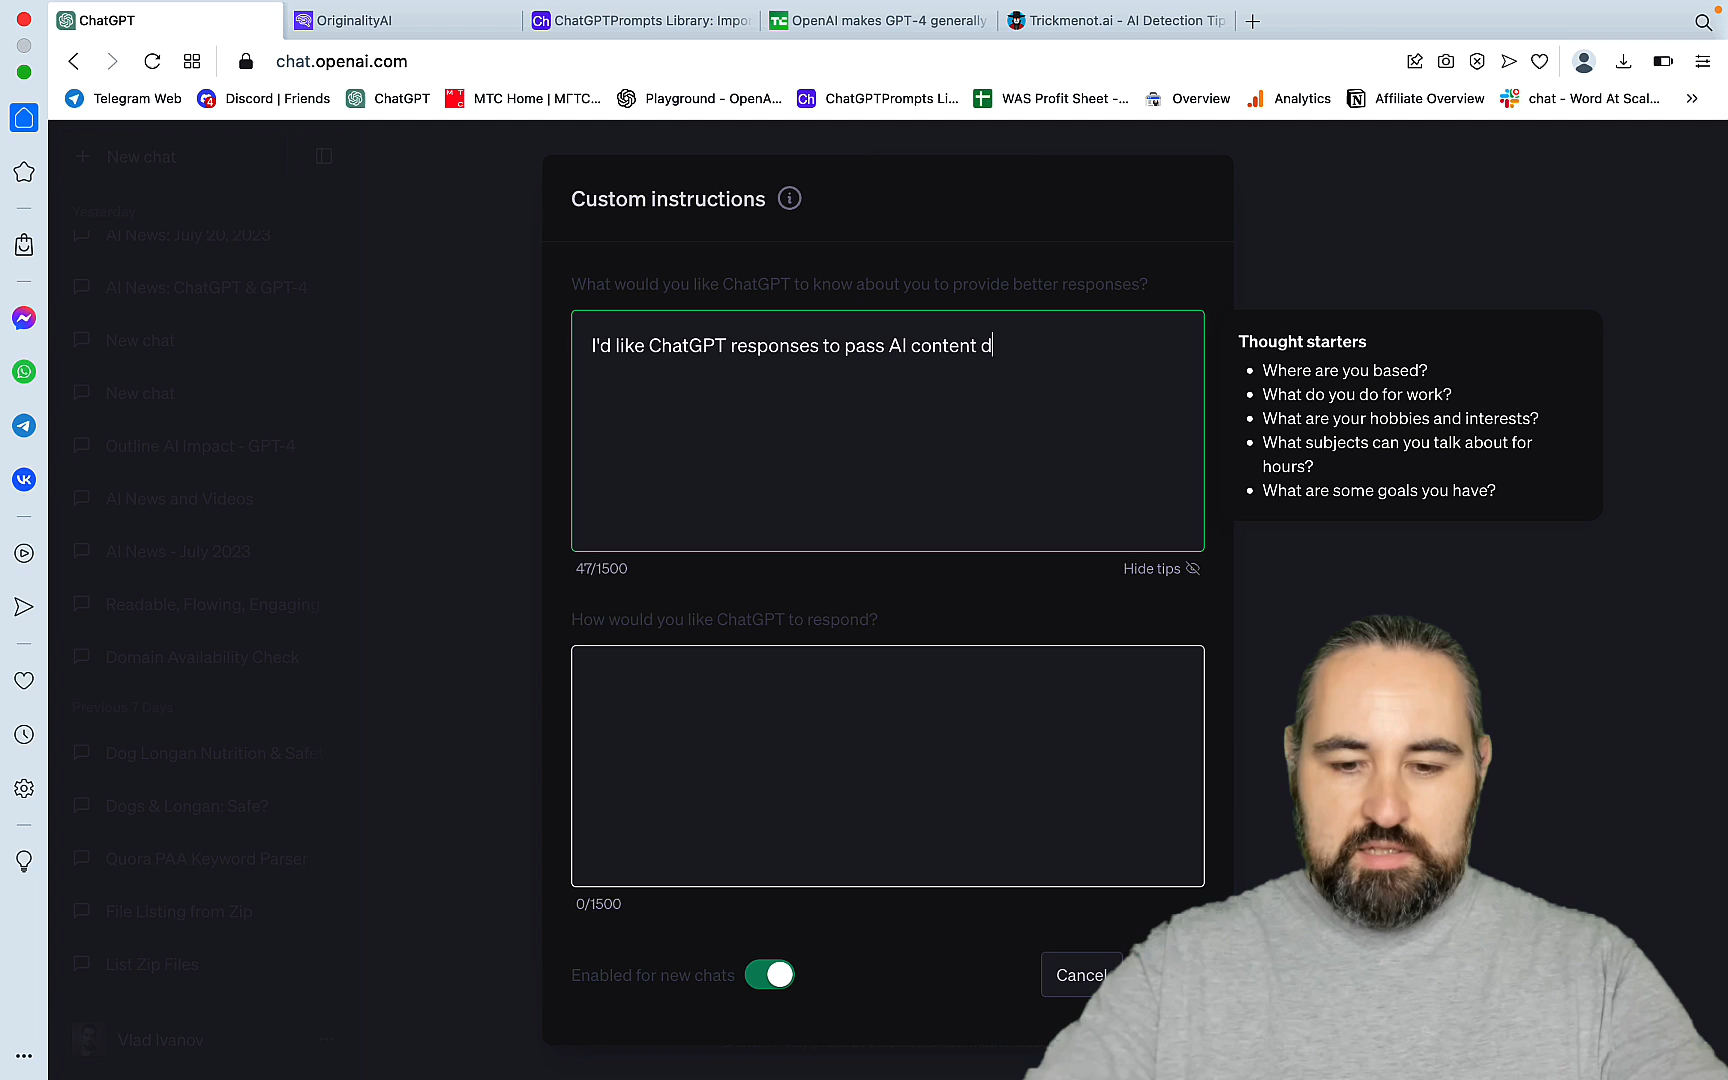 ChatGPT
OriginalityAI
ChatGPTPrompts Library: Impo
OpenAI makes GPT-4 generally
Trickmenot.ai - AI Detection Tip
chat.openai.com
Telegram Web
Discord | Friends
ChatGPT
MTC Home | МГТС...
Playground - OpenA...
ChatGPTPrompts Li...
WAS Profit Sheet -...
Overview
Analytics
Affiliate Overview
chat - Word At Scal...
New chat
Yesterday
AI News: July 20, 2023
AI News: ChatGPT & GPT-4
New chat
New chat
Outline AI Impact - GPT-4
AI News and Videos
AI News - July 2023
Readable, Flowing, Engaging
Domain Availability Check
Previous 7 Days
Dog Longan Nutrition & Safet
Dogs & Longan: Safe?
Quora PAA Keyword Parser
File Listing from Zip
List Zip Files
Vlad Ivanov
Custom instructions
What would you like ChatGPT to know about you to provide better responses?
I'd like ChatGPT responses to pass AI content d
47/1500
Hide tips
How would you like ChatGPT to respond?
0/1500
Enabled for new chats
Cancel
Thought starters
• Where are you based?
• What do you do for work?
• What are your hobbies and interests?
• What subjects can you talk about for
hours?
• What are some goals you have?